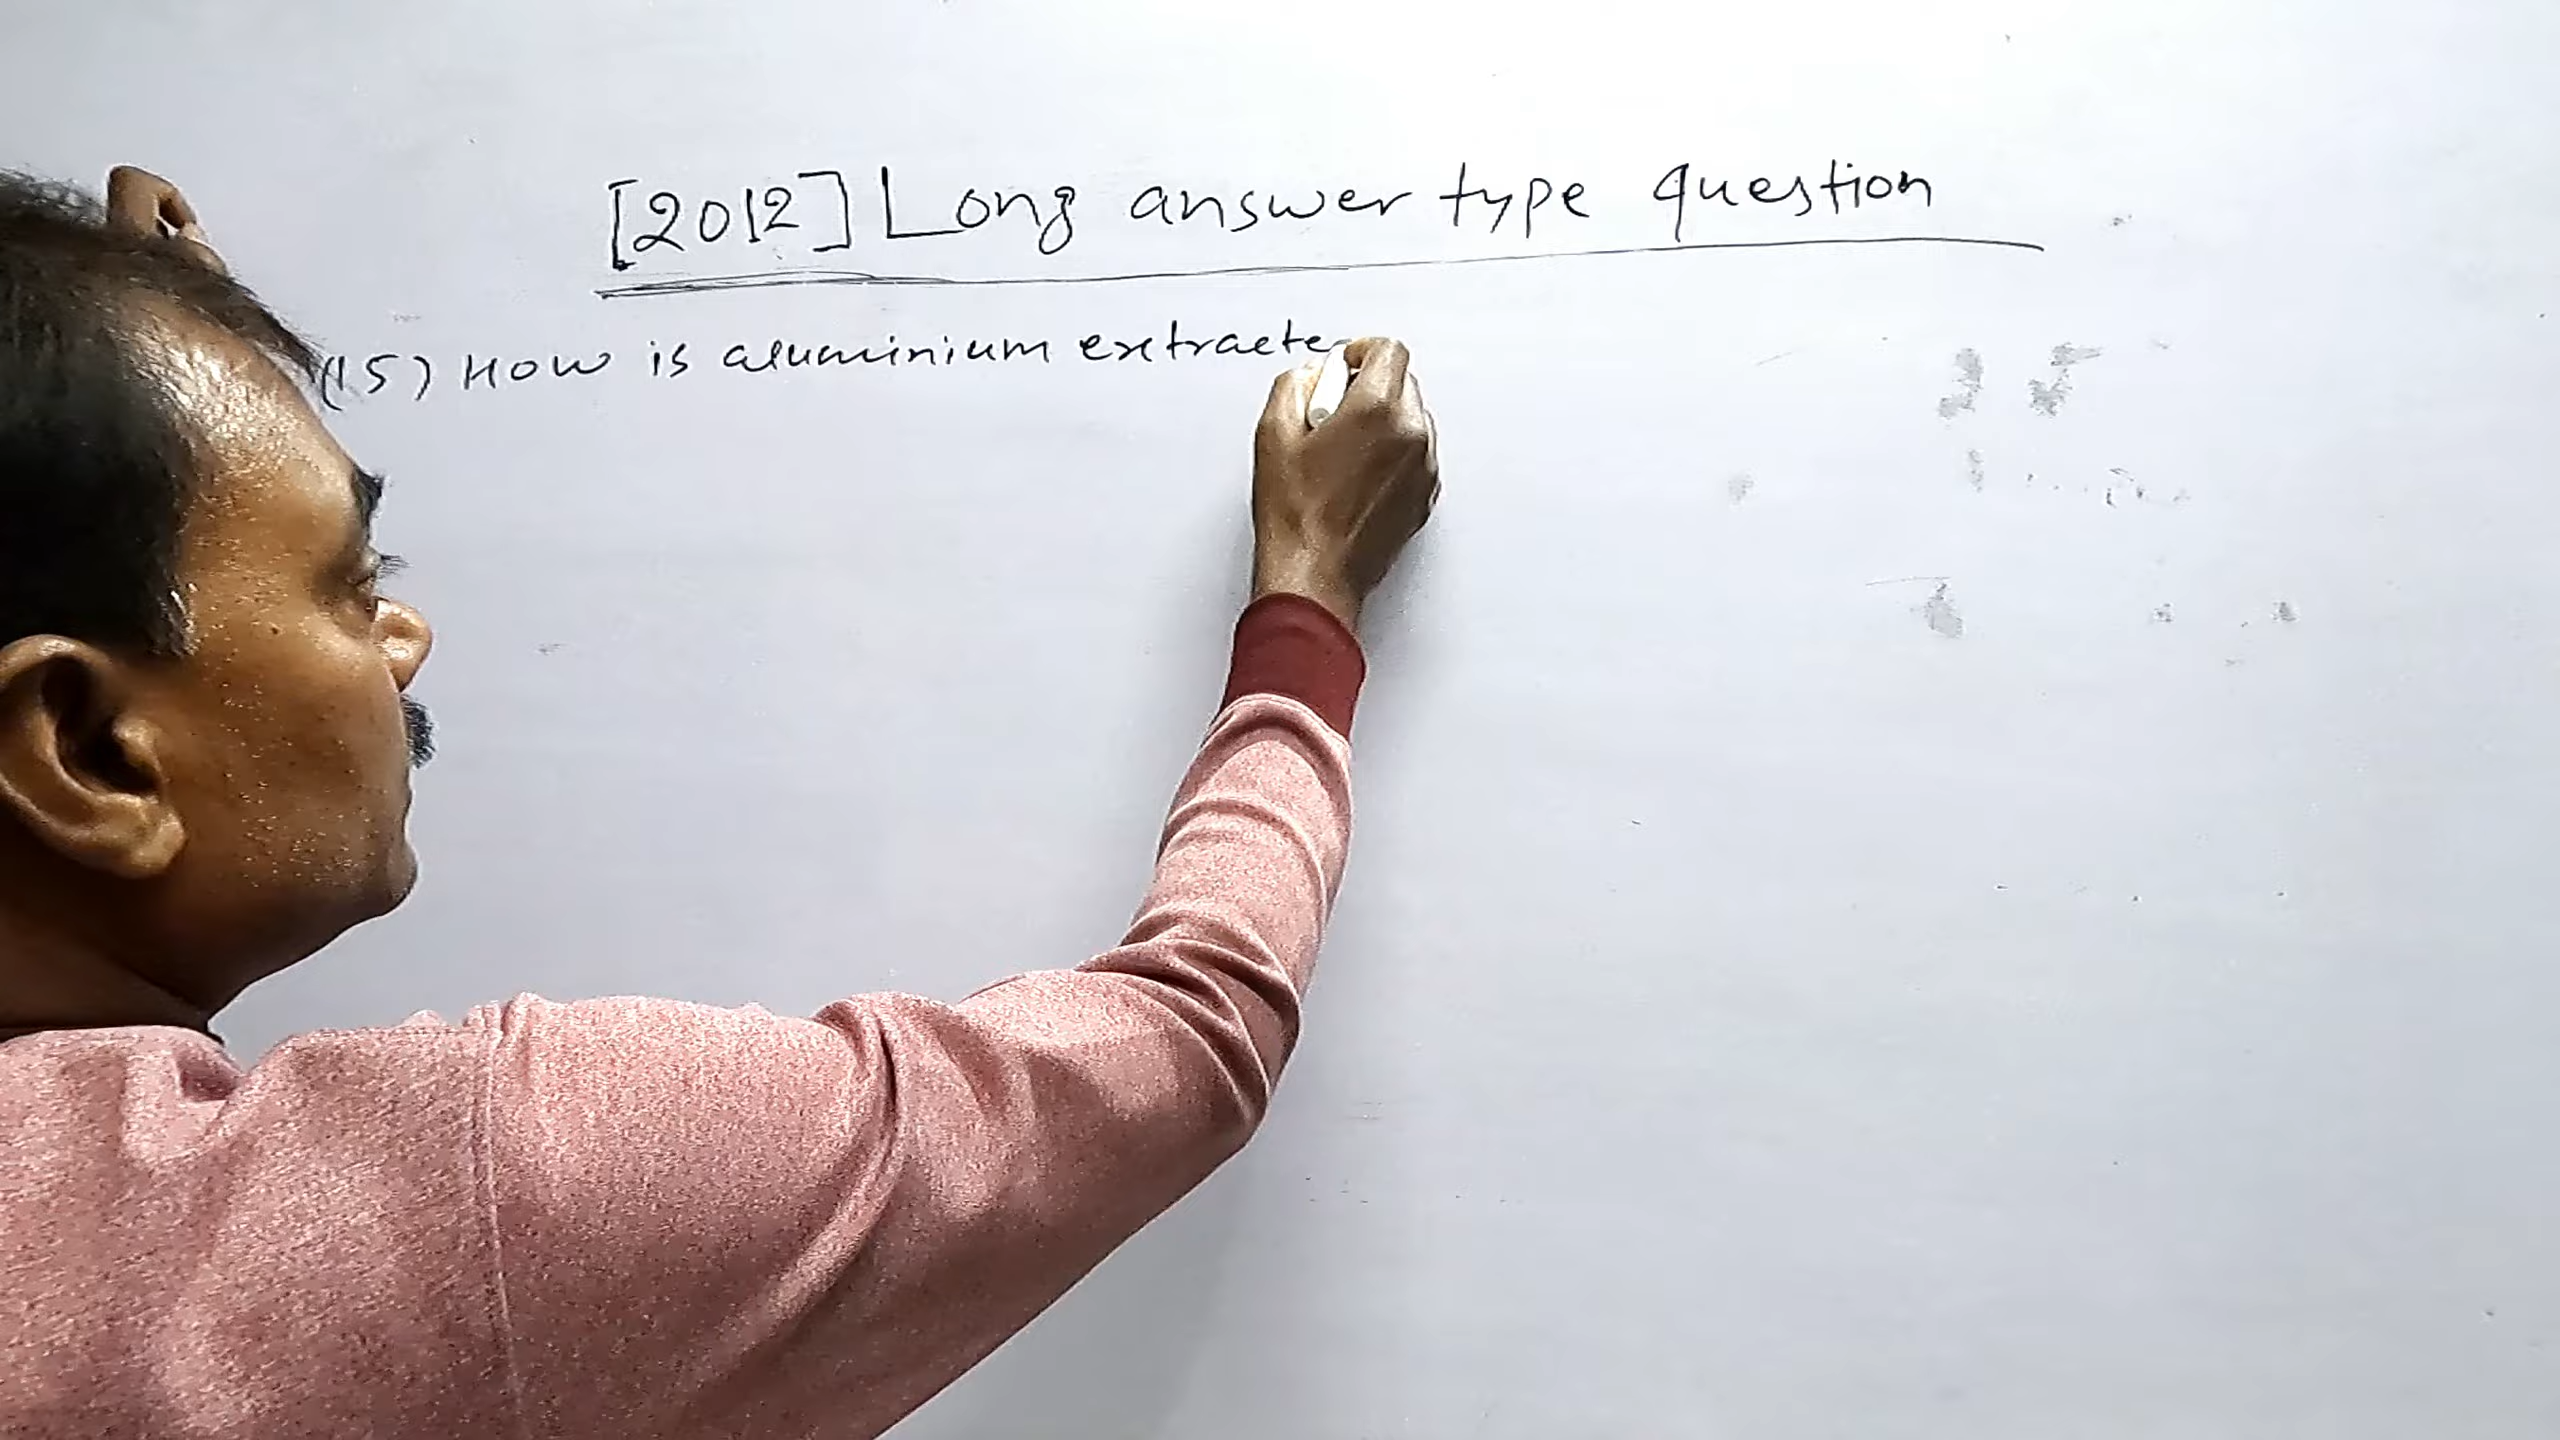 [2012] Long answer type question
(15) How is aluminium extracte